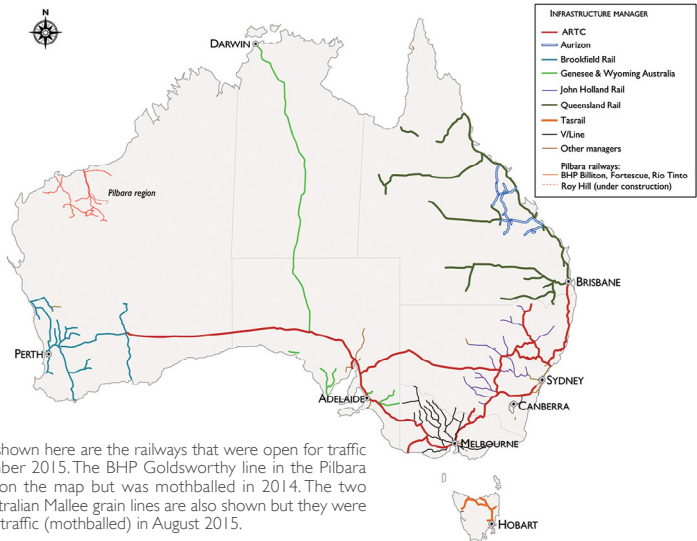 N
DARWIN
INFRASTRUCTURE MANAGER
ARTC
Aurizon
Brookfield Rail
Genesee & Wyoming Australia
John Holland Rail
Queensland Rail
Tasrail
V/Line
Other managers
Pilbara railways:
BHP Billiton, Fortescue, Rio Tinto
Roy Hill (under construction)
Pilbara region
BRISBANE
PERTH
SYDNEY
ADELAIDE
CANBERRA
MELBOURNE
shown here are the railways that were open for traffic
ber 2015. The BHP Goldsworthy line in the Pilbara
on the map but was mothballed in 2014. The two
tralian Mallee grain lines are also shown but they were
traffic (mothballed) in August 2015.
HOBART